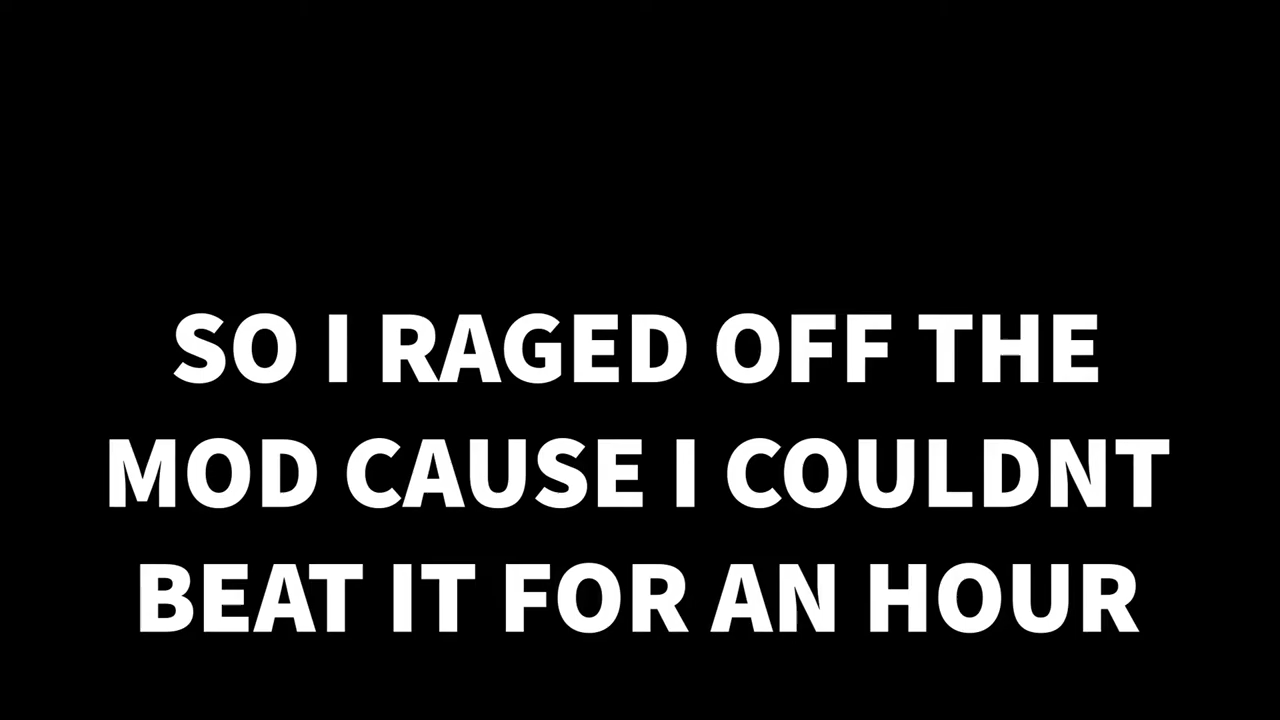 SO I RAGED OFF THE
MOD CAUSE I COULDNT
BEAT IT FOR AN HOUR